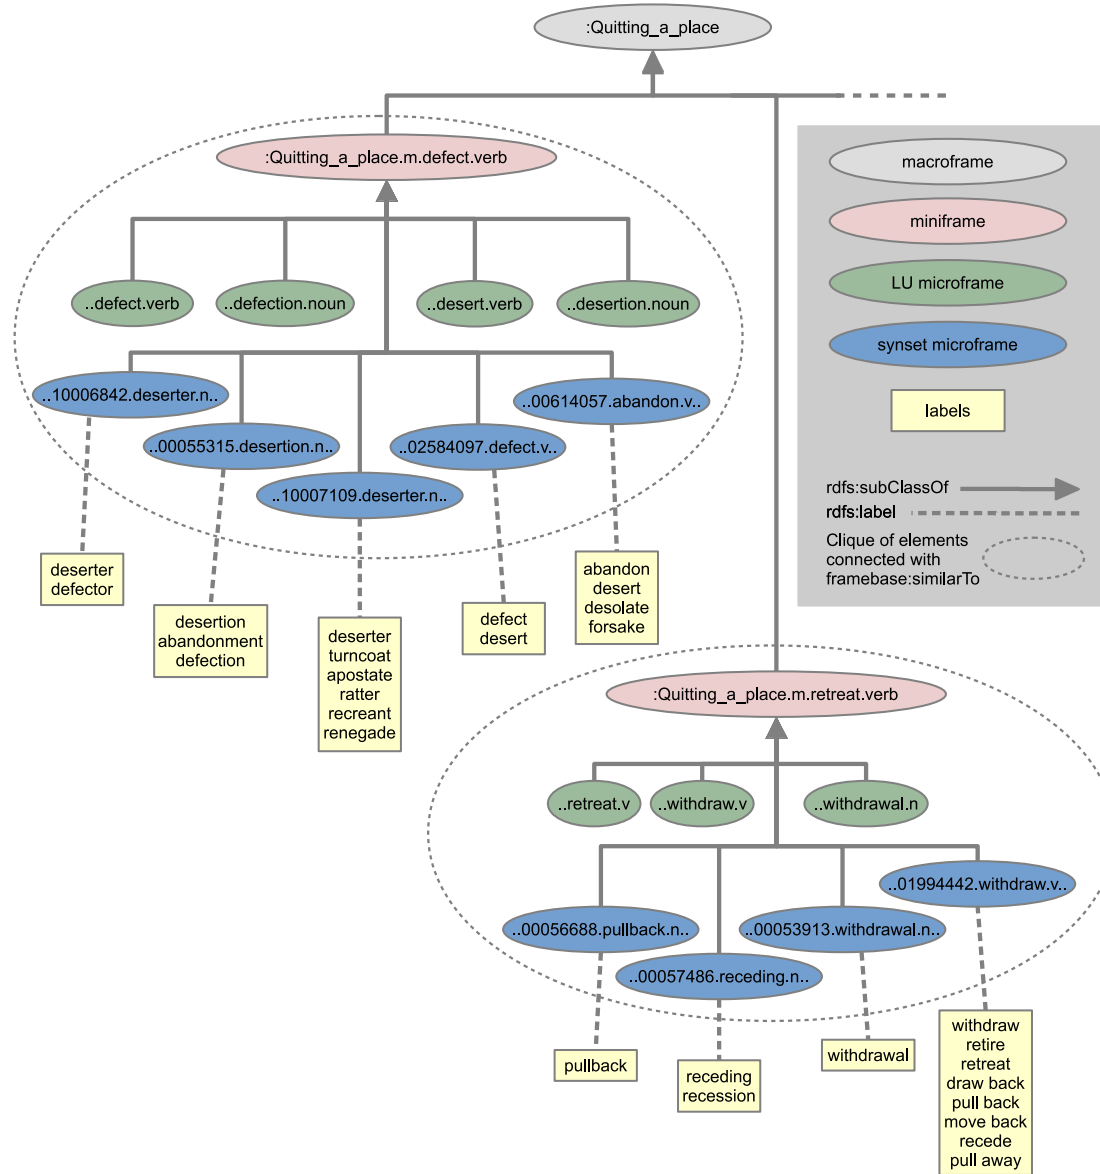 :Quitting_a_place
:Quitting_a_place.m.defect.verb
..defect.verb
..defection.noun
..desert.verb
..desertion.noun
..10006842.deserter.n..
..00055315.desertion.n..
..10007109.deserter.n..
..02584097.defect.v..
..00614057.abandon.v..
deserter
defector
desertion
abandonment
defection
deserter
turncoat
apostate
ratter
recreant
renegade
defect
desert
abandon
desert
desolate
forsake
macroframe
miniframe
LU microframe
synset microframe
labels
rdfs:subClassOf
rdfs:label
Clique of elements
connected with
framebase:similarTo
:Quitting_a_place.m.retreat.verb
..retreat.v
..withdraw.v
..withdrawal.n
..00056688.pullback.n..
..00057486.receding.n..
..00053913.withdrawal.n..
..01994442.withdraw.v..
pullback
receding
recession
withdrawal
withdraw
retire
retreat
draw back
pull back
move back
recede
pull away